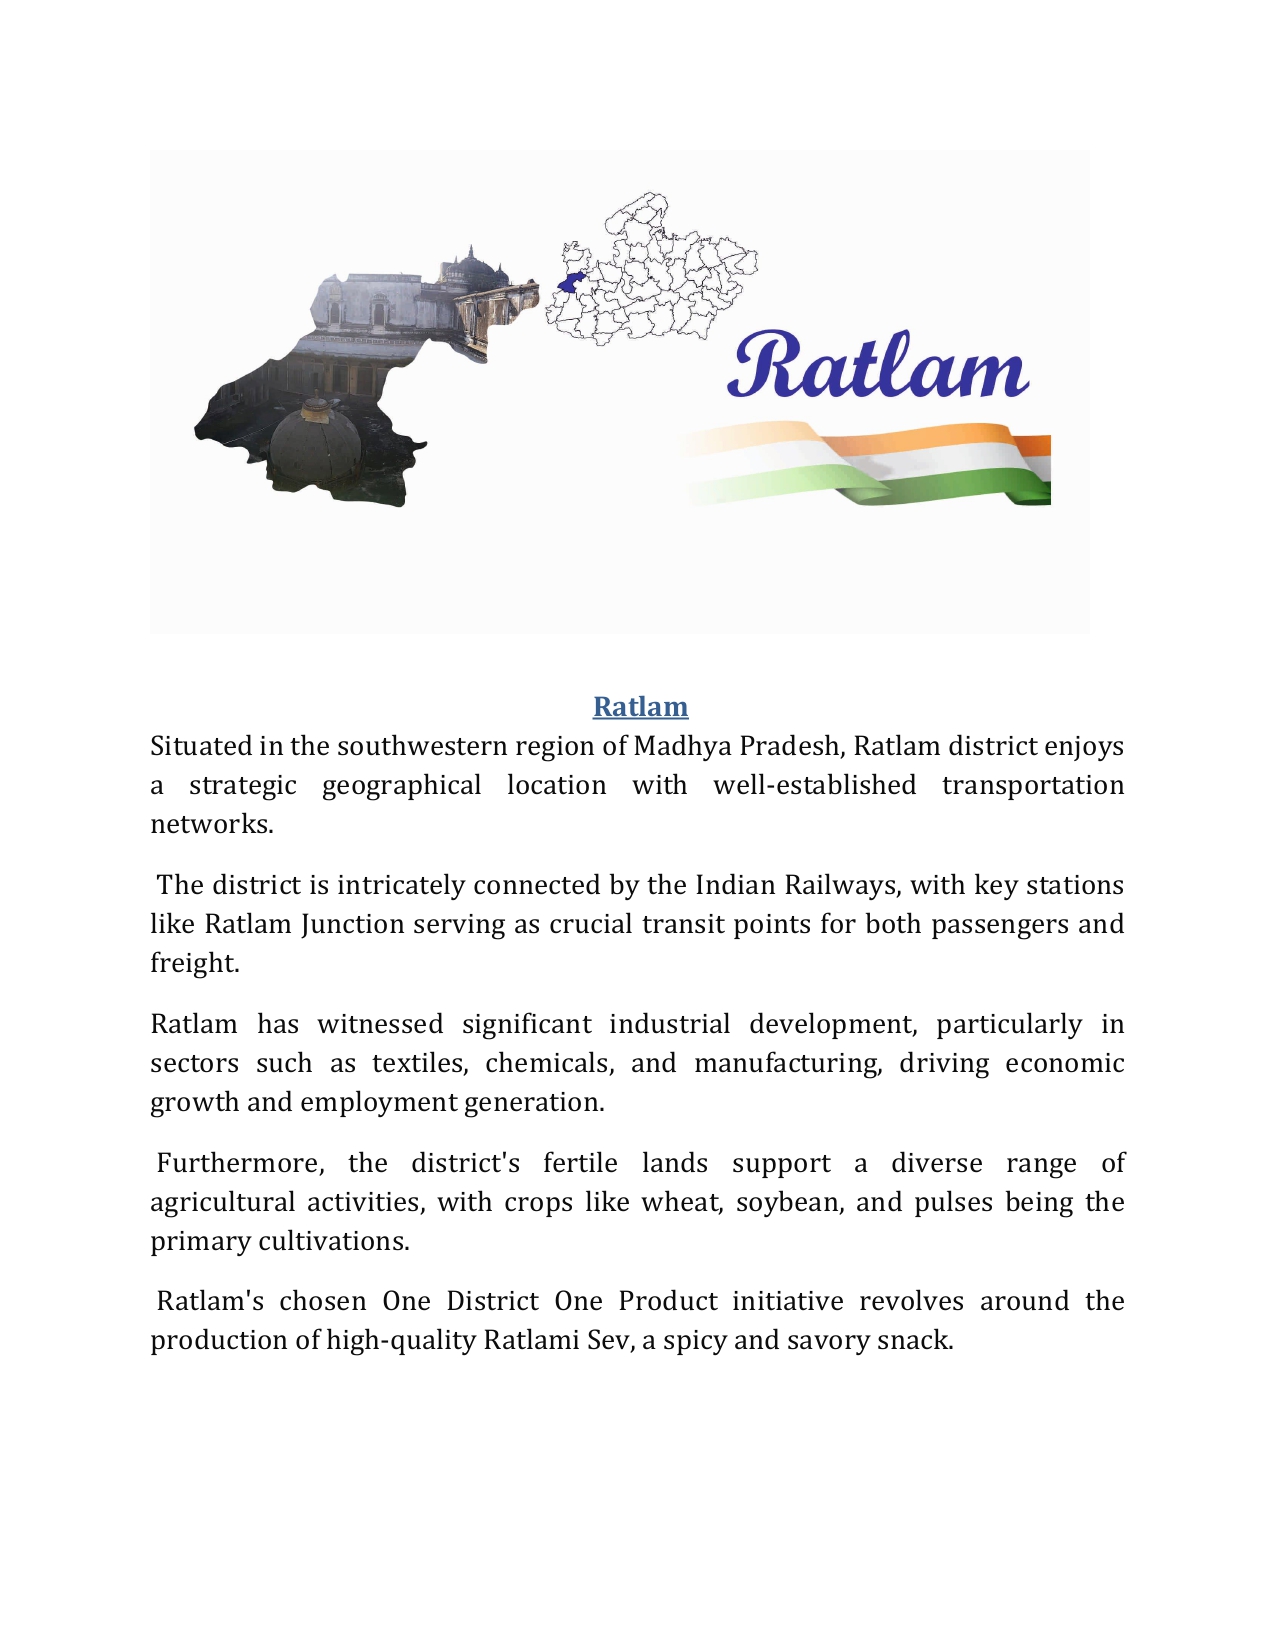 Ratlam
Ratlam
Situated in the southwestern region of Madhya Pradesh, Ratlam district enjoys
a strategic geographical location with well-established transportation
networks.
The district is intricately connected by the Indian Railways, with key stations
like Ratlam Junction serving as crucial transit points for both passengers and
freight.
Ratlam has witnessed significant industrial development, particularly in
sectors such as textiles, chemicals, and manufacturing, driving economic
growth and employment generation.
Furthermore, the district's fertile lands support a diverse range of
agricultural activities, with crops like wheat, soybean, and pulses being the
primary cultivations.
Ratlam's chosen One District One Product initiative revolves around the
production of high-quality Ratlami Sev, a spicy and savory snack.